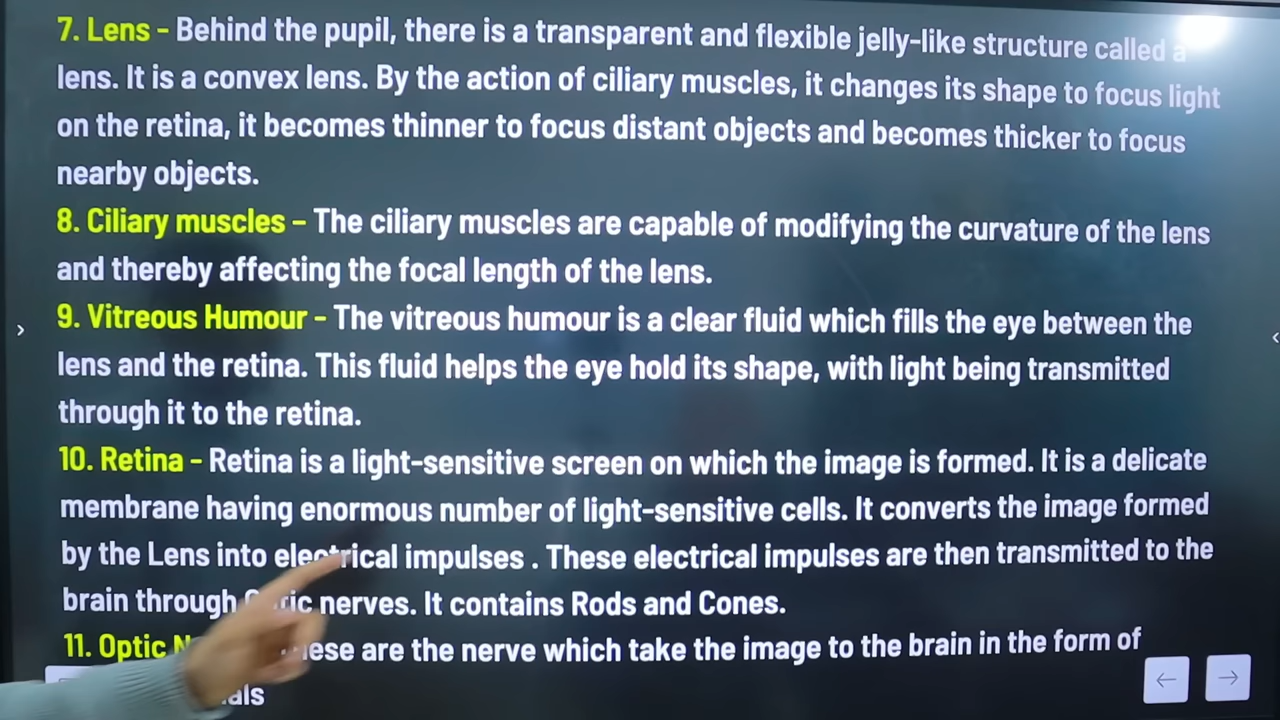 7. Lens - Behind the pupil, there is a transparent and flexible jelly-like structure called a
lens. It is a convex lens. By the action of ciliary muscles, it changes its shape to focus light
on the retina, it becomes thinner to focus distant objects and becomes thicker to focus
nearby objects.
8. Ciliary muscles - The ciliary muscles are capable of modifying the curvature of the lens
and thereby affecting the focal length of the lens.
9. Vitreous Humour - The vitreous humour is a clear fluid which fills the eye between the
lens and the retina. This fluid helps the eye hold its shape, with light being transmitted
through it to the retina.
10. Retina - Retina is a light-sensitive screen on which the image is formed. It is a delicate
membrane having enormous number of light-sensitive cells. It converts the image formed
by the Lens into electrical impulses . These electrical impulses are then transmitted to the
brain through nerves. It contains Rods and Cones.
11. Optic are the nerve which take the image to the brain in the form of